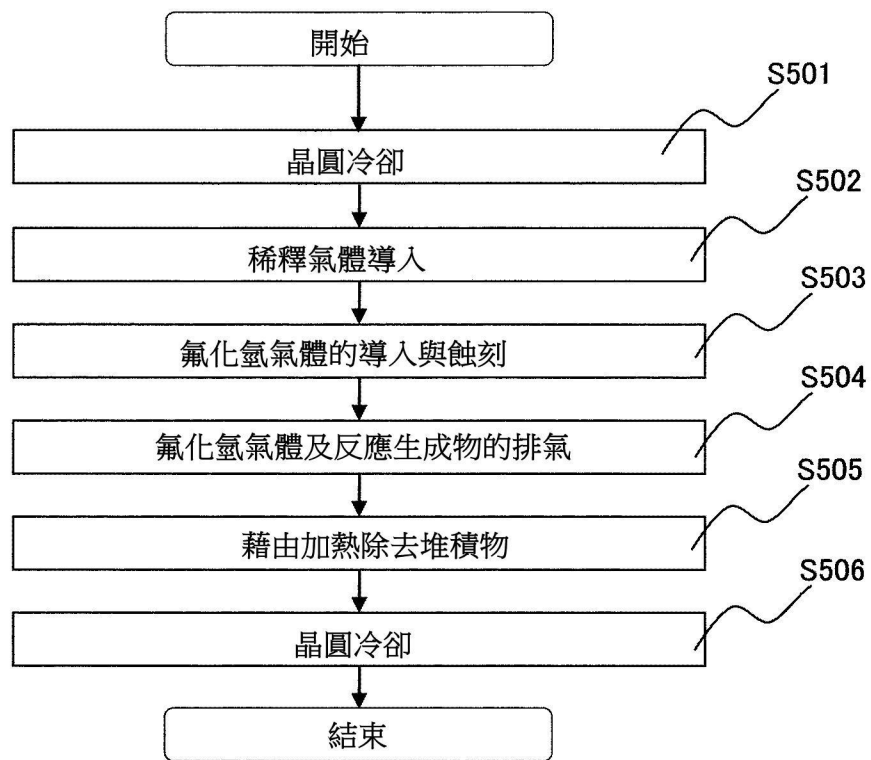 開始
S501
晶圓冷卻
S502
稀釋氣體導入
S503
氟化氫氣體的導入與蝕刻
S504
氟化氫氣體及反應生成物的排氣
S505
藉由加熱除去堆積物
S506
晶圓冷卻
結束